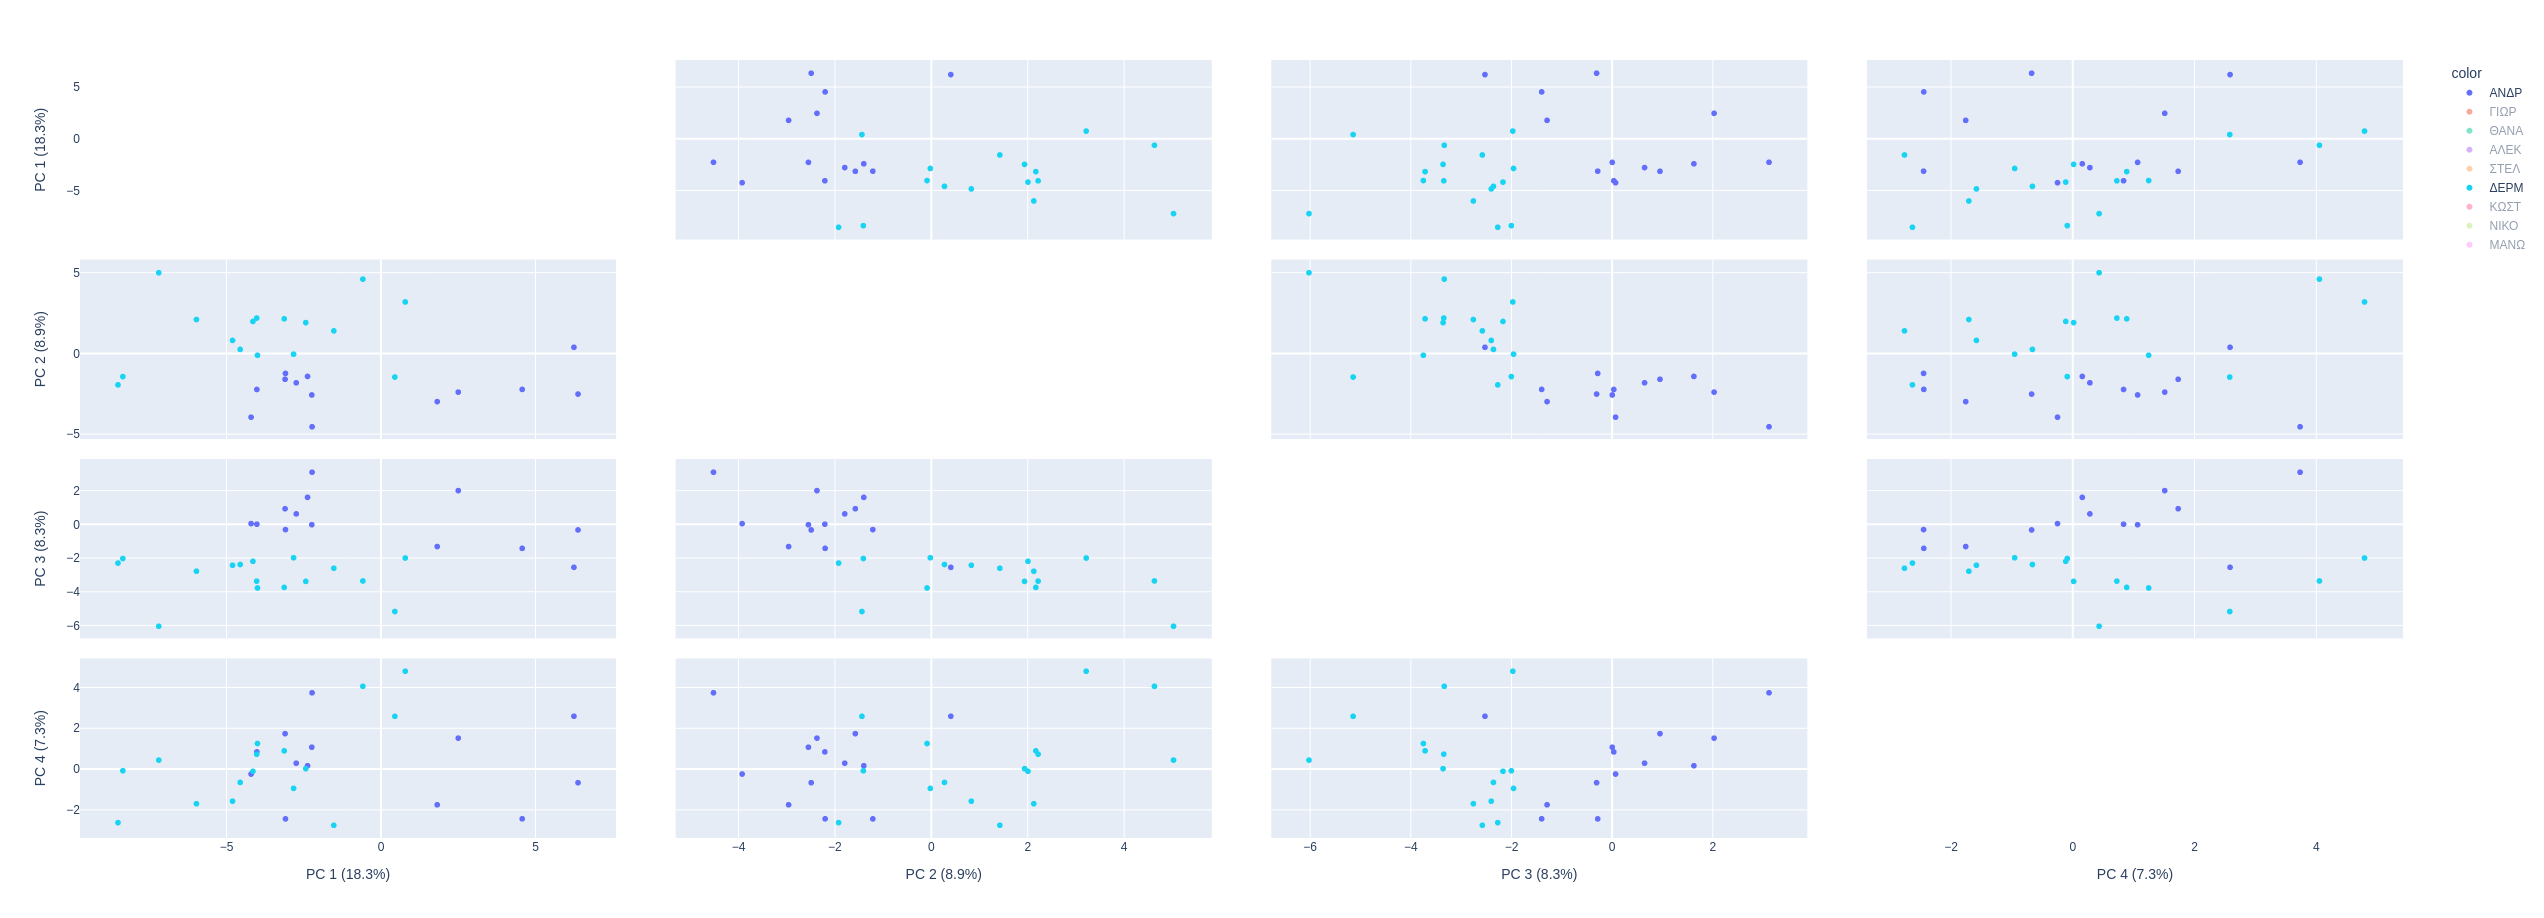 color
ΑΝΔΡ
ΓΙΩΡ
ΘΑΝΑ
ΑΛΕΚ
ΣΤΕΛ
ΔΕΡΜ
ΚΩΣΤ
ΝΙΚΟ
ΜΑΝΩ
PC 1 (18.3%)
5
0
−5
PC 2 (8.9%)
5
0
−5
PC 3 (8.3%)
2
0
−2
−4
−6
PC 4 (7.3%)
4
2
0
−2
−5 0 5
−4 −2 0 2 4
−6 −4 −2 0 2
−2 0 2 4
PC 1 (18.3%)
PC 2 (8.9%)
PC 3 (8.3%)
PC 4 (7.3%)